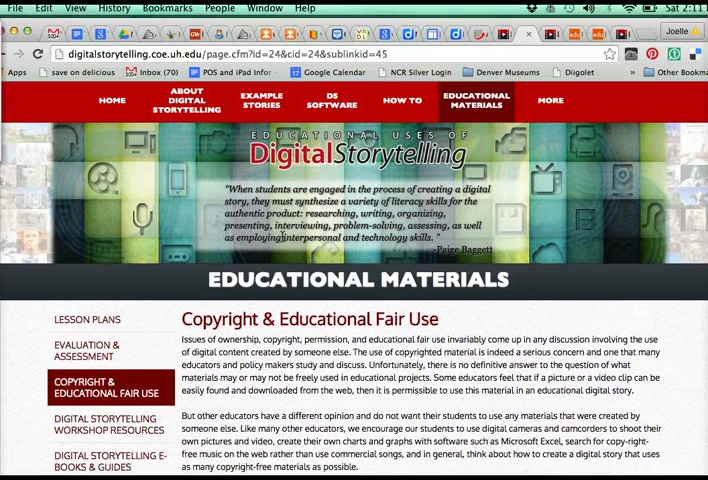 File Edit View History Bookmarks People Window Help
Sat 2:11
Joelle
digitalstorytelling.coe.uh.edu/page.cfm?id=24&cid=24&sublinkid=45
Apps save on delicious Inbox (70) POS and iPad Infor Google Calendar NCR Silver Login Denver Museums Diigolet » Other Bookma
HOME
ABOUT
DIGITAL
STORYTELLING
EXAMPLE
STORIES
DS
SOFTWARE
HOW TO
EDUCATIONAL
MATERIALS
MORE
EDUCATIONAL USES OF
DigitalStorytelling
"When students are engaged in the process of creating a digital
story, they must synthesize a variety of literacy skills for the
authentic product: researching, writing, organizing,
presenting, interviewing, problem-solving, assessing, as well
as employing interpersonal and technology skills. "
-Paige Baggett
EDUCATIONAL MATERIALS
LESSON PLANS
EVALUATION &
ASSESSMENT
COPYRIGHT &
EDUCATIONAL FAIR USE
DIGITAL STORYTELLING
WORKSHOP RESOURCES
DIGITAL STORYTELLING E-
BOOKS & GUIDES
Copyright & Educational Fair Use
Issues of ownership, copyright, permission, and educational fair use invariably come up in any discussion involving the use
of digital content created by someone else. The use of copyrighted material is indeed a serious concern and one that many
educators and policy makers study and discuss. Unfortunately, there is no definitive answer to the question of what
materials may or may not be freely used in educational projects. Some educators feel that if a picture or a video clip can be
easily found and downloaded from the web, then it is permissible to use this material in an educational digital story.
But other educators have a different opinion and do not want their students to use any materials that were created by
someone else. Like many other educators, we encourage our students to use digital cameras and camcorders to shoot their
own pictures and video, create their own charts and graphs with software such as Microsoft Excel, search for copy-right-
free music on the web rather than use commercial songs, and in general, think about how to create a digital story that uses
as many copyright-free materials as possible.